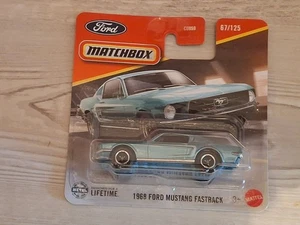 Ford
MATCHBOX
67/125
LIFETIME
1968 FORD MUSTANG FASTBACK
MATTEL